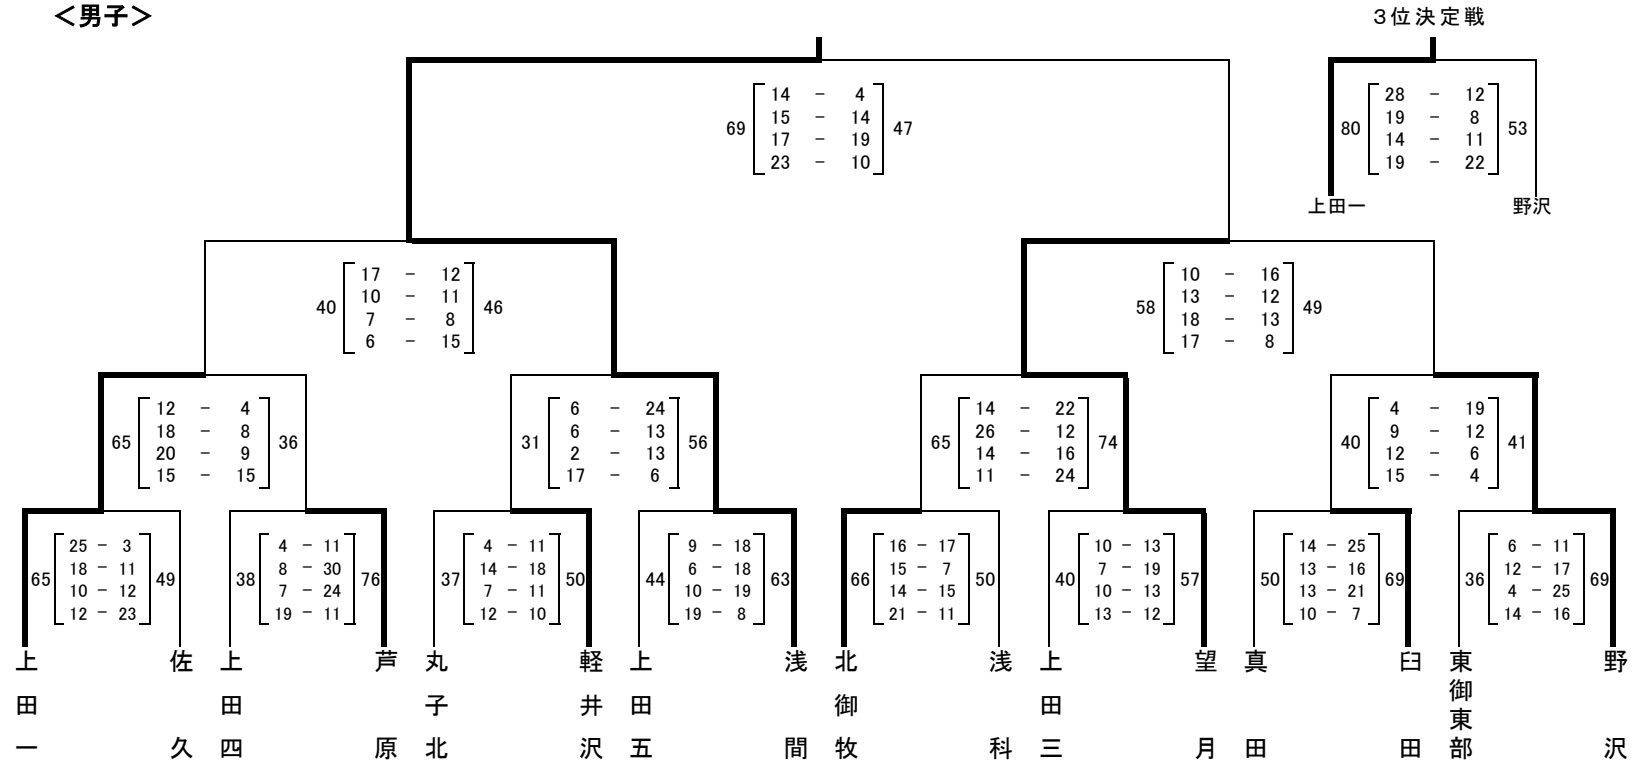 ＜男子＞
３位決定戦
14 － 4
15 － 14
69 47
17 － 19
23 － 10
28 － 12
19 － 8
80 53
14 － 11
19 － 22
上田一 野沢
17 － 12
10 － 11
40 46
7 － 8
6 － 15
10 － 16
13 － 12
58 49
18 － 13
17 － 8
12 － 4
18 － 8
65 36
20 － 9
15 － 15
6 － 24
6 － 13
31 56
2 － 13
17 － 6
14 － 22
26 － 12
65 74
14 － 16
11 － 24
4 － 19
9 － 12
40 41
12 － 6
15 － 4
25 － 3
18 － 11
65 49
10 － 12
12 － 23
4 － 11
8 － 30
38 76
7 － 24
19 － 11
4 － 11
14 － 18
37 50
7 － 11
12 － 10
9 － 18
6 － 18
44 63
10 － 19
19 － 8
16 － 17
15 － 7
66 50
14 － 15
21 － 11
10 － 13
7 － 19
40 57
10 － 13
13 － 12
14 － 25
13 － 16
50 69
13 － 21
10 － 7
6 － 11
12 － 17
36 69
4 － 25
14 － 16
上田一
佐久
上田四
芦原
丸子北
軽井沢
上田五
浅間
北御牧
浅科
上田三
望月
真田
臼田
東御東部
野沢